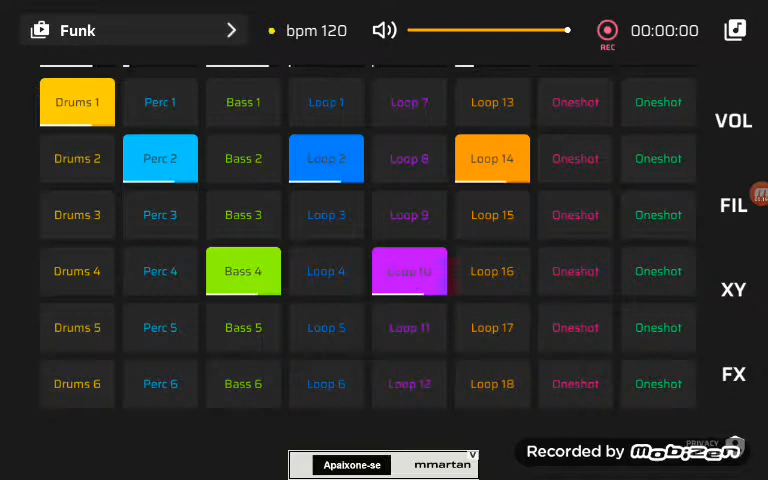 Funk
bpm 120
REC
00:00:00
Drums 1 Perc 1 Bass 1 Loop 1 Loop 7 Loop 13 Oneshot Oneshot
VOL
Drums 2 Perc 2 Bass 2 Loop 2 Loop 8 Loop 14 Oneshot Oneshot
FIL
Drums 3 Perc 3 Bass 3 Loop 3 Loop 9 Loop 15 Oneshot Oneshot
Drums 4 Perc 4 Bass 4 Loop 4 Loop 10 Loop 16 Oneshot Oneshot
XY
Drums 5 Perc 5 Bass 5 Loop 5 Loop 11 Loop 17 Oneshot Oneshot
FX
Drums 6 Perc 6 Bass 6 Loop 6 Loop 12 Loop 18 Oneshot Oneshot
PRIVACY
Recorded by Mobizen
Apaixone-se mmartan V